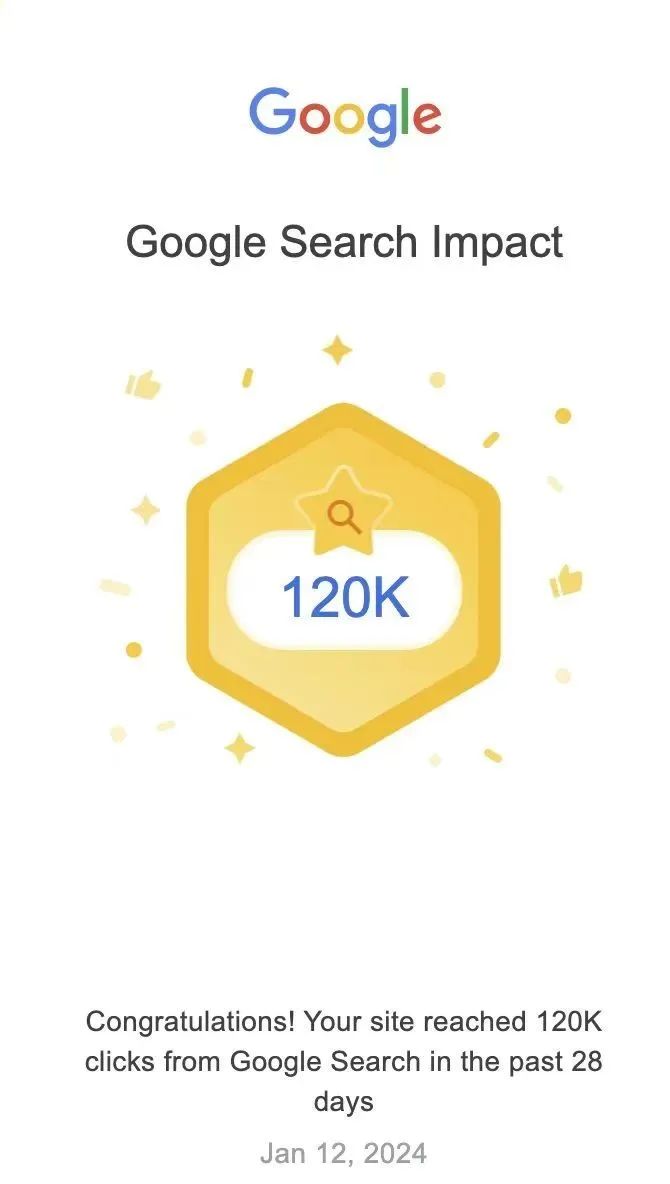 Google
Google Search Impact
120K
Congratulations! Your site reached 120K
clicks from Google Search in the past 28
days
Jan 12, 2024